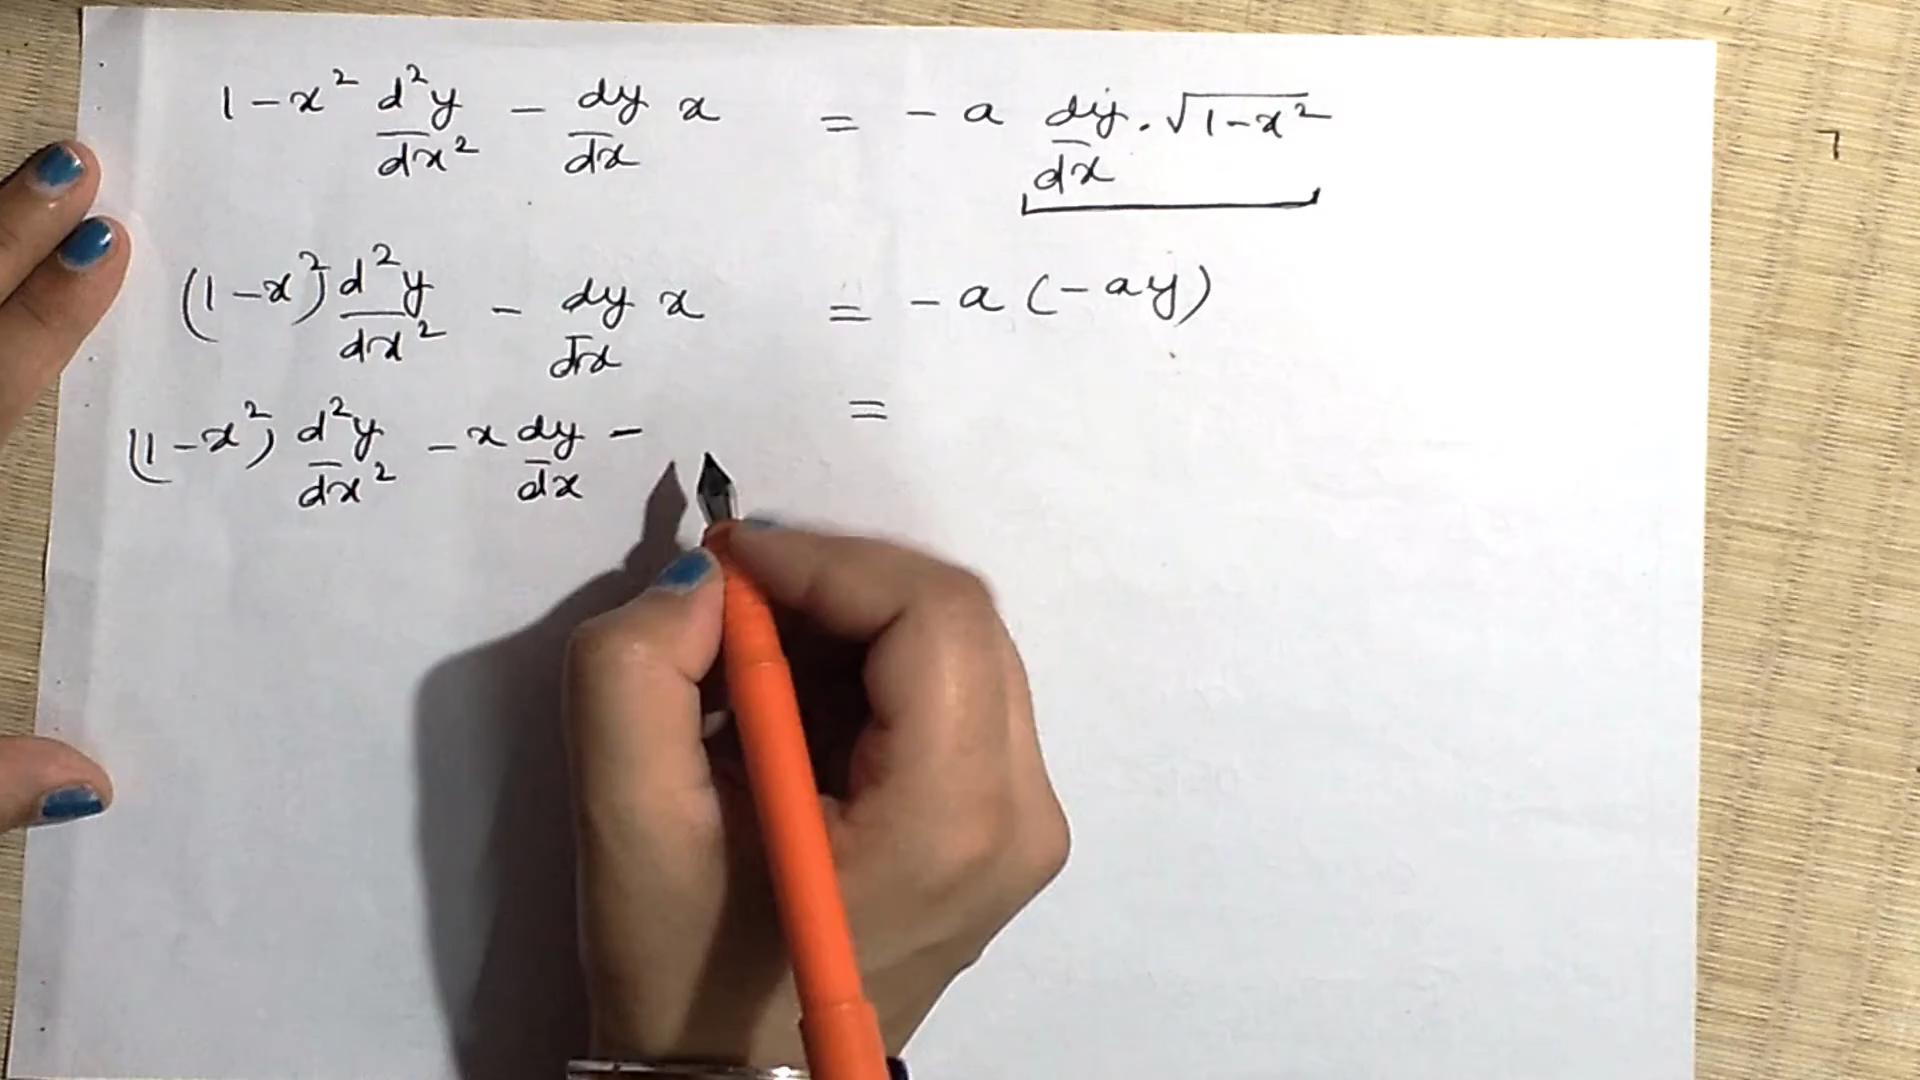 1 - x² d²y/dx² - dy/dx x = - a dy/dx . √1-x²
(1 - x²) d²y/dx² - dy/dx x = - a (- ay)
(1 - x²) d²y/dx² - x dy/dx - =